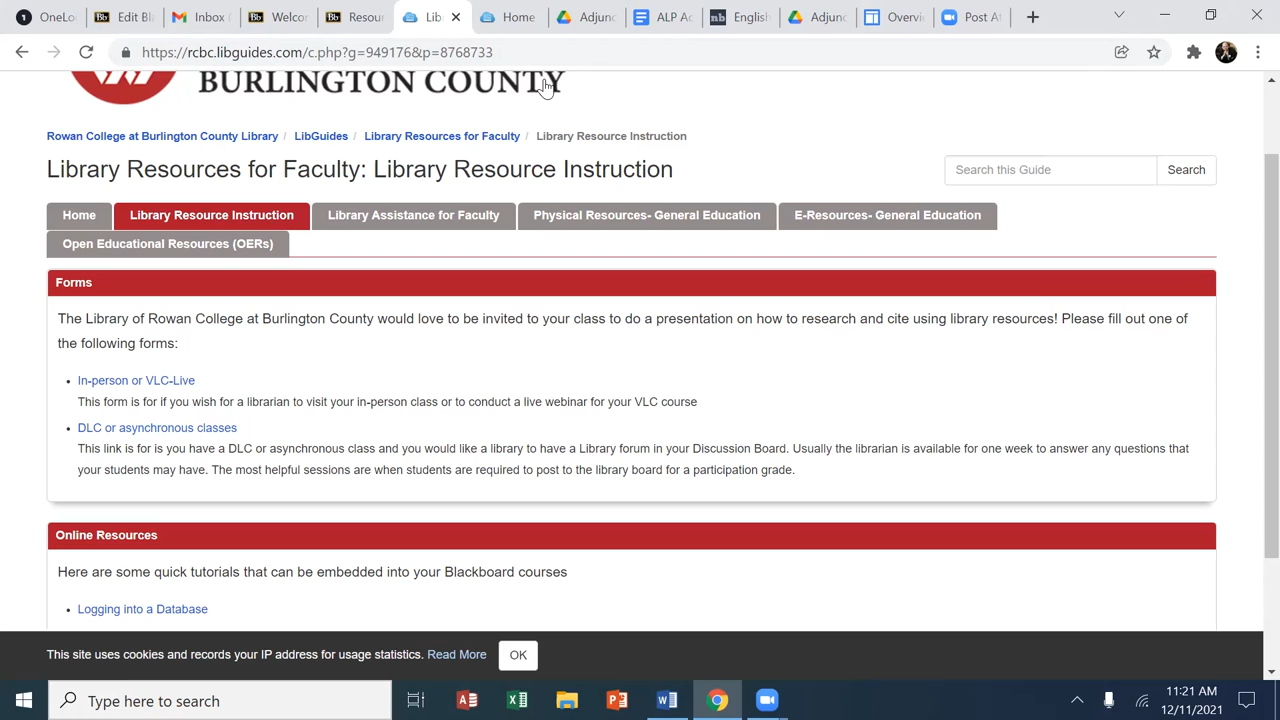 OneLo
Edit Bl
Inbox
Welco
Resou
Lib
Home
Adjun
ALP A
English
Adjun
Overvi
Post-A
https://rcbc.libguides.com/c.php?g=949176&p=8768733
BURLINGTON COUNTY
Rowan College at Burlington County Library / LibGuides / Library Resources for Faculty / Library Resource Instruction
Library Resources for Faculty: Library Resource Instruction
Search this Guide
Search
Home
Library Resource Instruction
Library Assistance for Faculty
Physical Resources- General Education
E-Resources- General Education
Open Educational Resources (OERs)
Forms
The Library of Rowan College at Burlington County would love to be invited to your class to do a presentation on how to research and cite using library resources! Please fill out one of
the following forms:
• In-person or VLC-Live
This form is for if you wish for a librarian to visit your in-person class or to conduct a live webinar for your VLC course
• DLC or asynchronous classes
This link is for is you have a DLC or asynchronous class and you would like a library to have a Library forum in your Discussion Board. Usually the librarian is available for one week to answer any questions that
your students may have. The most helpful sessions are when students are required to post to the library board for a participation grade.
Online Resources
Here are some quick tutorials that can be embedded into your Blackboard courses
• Logging into a Database
This site uses cookies and records your IP address for usage statistics. Read More
OK
Type here to search
11:21 AM
12/11/2021